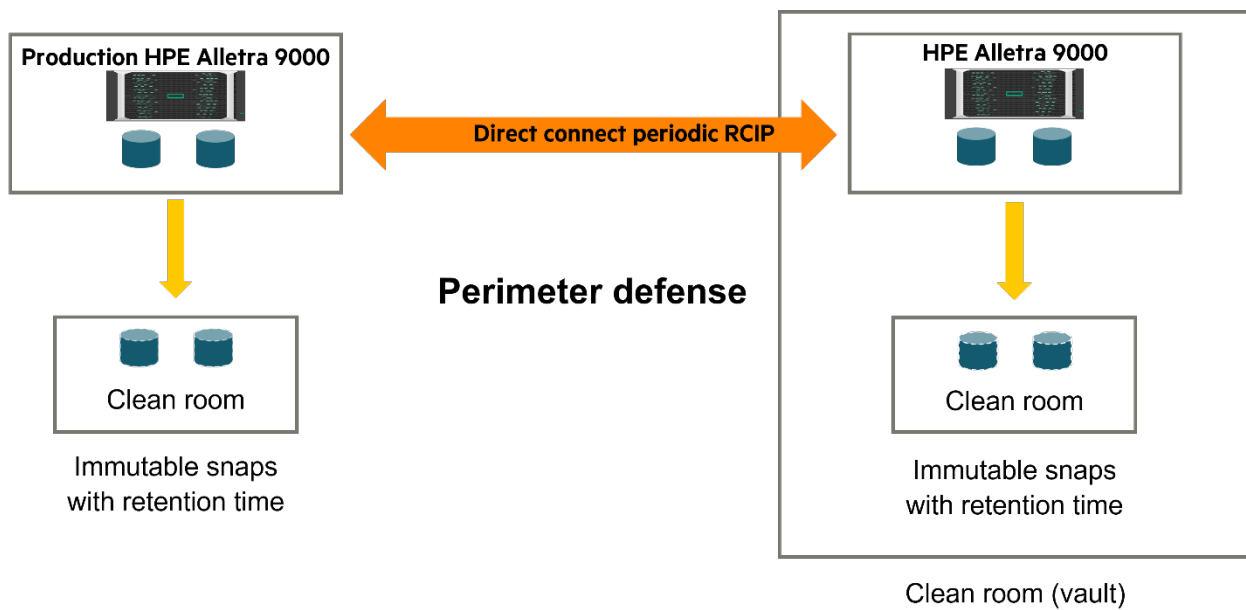 Production HPE Alletra 9000
HPE Alletra 9000
Direct connect periodic RCIP
Perimeter defense
Clean room
Immutable snaps
with retention time
Clean room
Immutable snaps
with retention time
Clean room (vault)